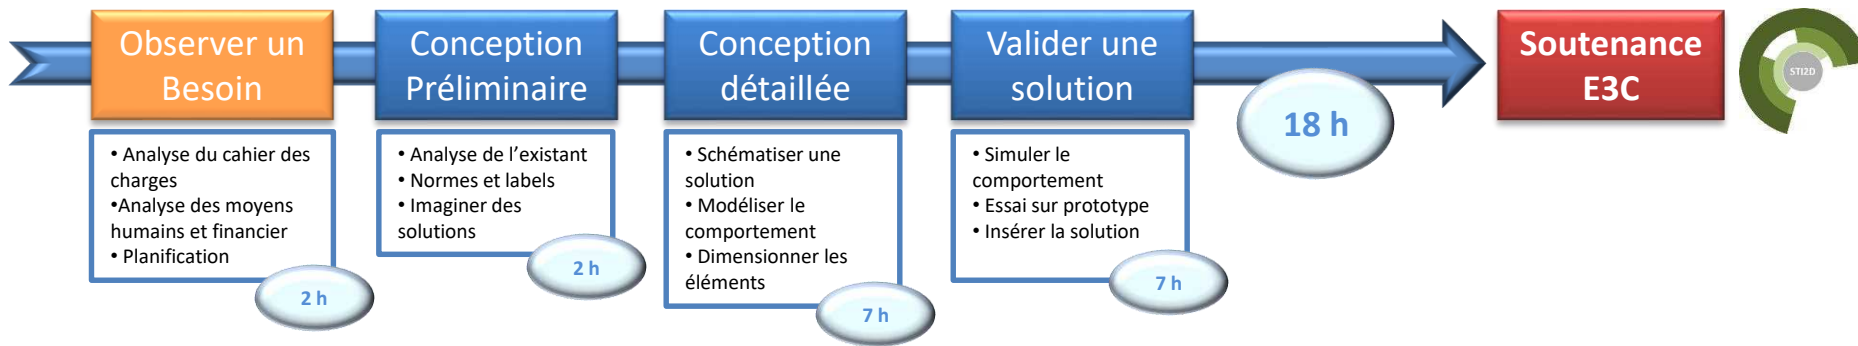 Observer un
Besoin
• Analyse du cahier des
charges
•Analyse des moyens
humains et financier
• Planification
2 h
Conception
Préliminaire
• Analyse de l'existant
• Normes et labels
• Imaginer des
solutions
2 h
Conception
détaillée
• Schématiser une
solution
• Modéliser le
comportement
• Dimensionner les
éléments
7 h
Valider une
solution
• Simuler le
comportement
• Essai sur prototype
• Insérer la solution
7 h
18 h
Soutenance
E3C
STI2D